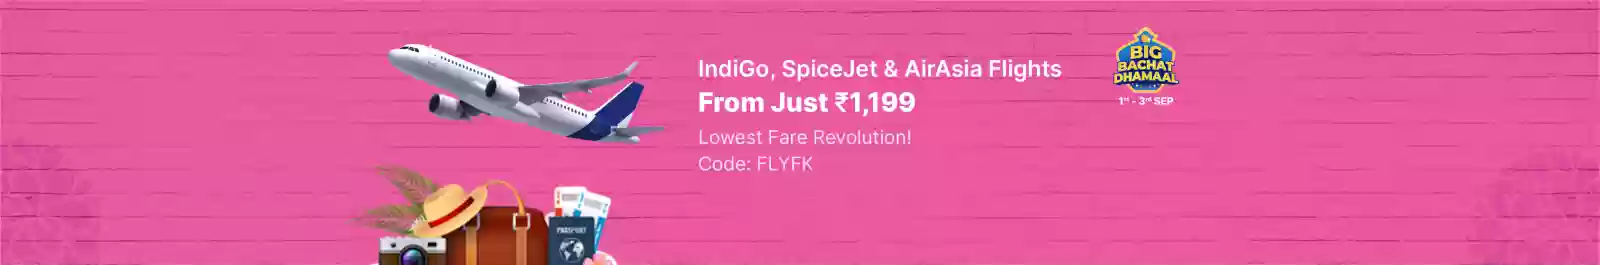 IndiGo, SpiceJet & AirAsia Flights
From Just ₹1,199
Lowest Fare Revolution!
Code: FLYFK
BIG
BACHAT
DHAMAAL
1st - 3rd SEP
PASSPORT